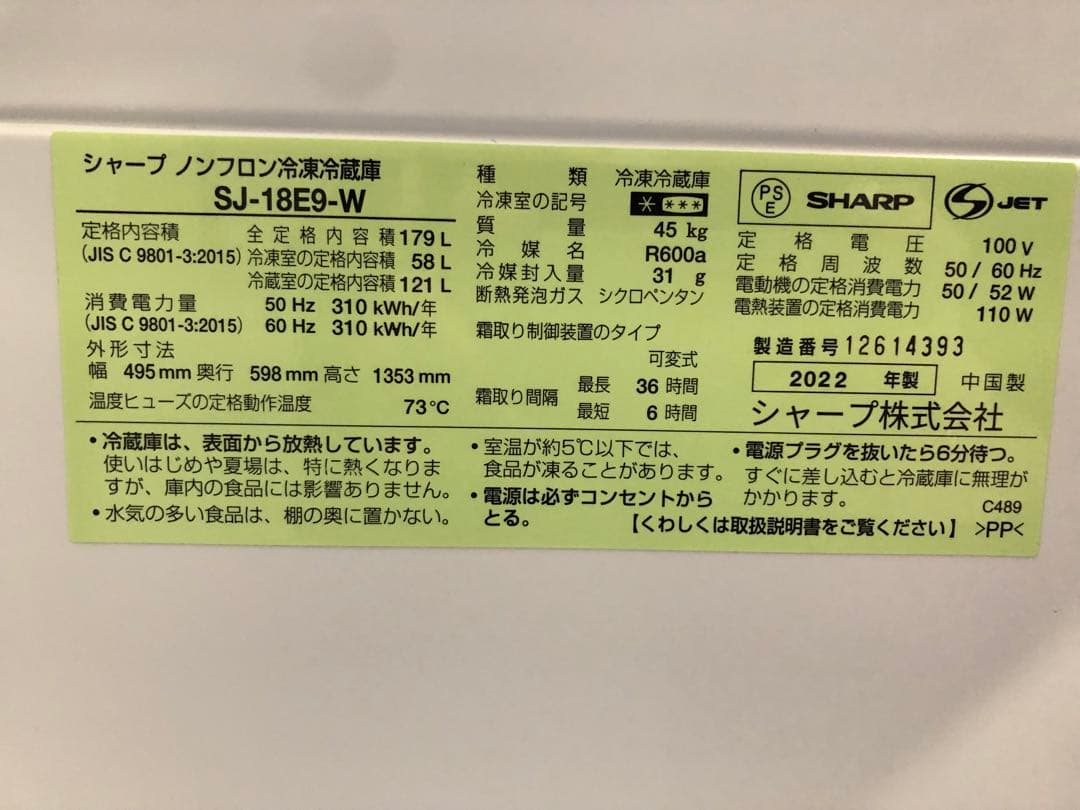 シャープ ノンフロン冷凍冷蔵庫
SJ-18E9-W
定格内容積 全定格内容積 179 L
(JIS C 9801-3:2015) 冷凍室の定格内容積 58 L
冷蔵室の定格内容積 121 L
消費電力量 50 Hz 310 kWh/年
(JIS C 9801-3:2015) 60 Hz 310 kWh/年
外形寸法
幅 495 mm 奥行 598 mm 高さ 1353 mm
温度ヒューズの定格動作温度 73℃
種類 冷凍冷蔵庫
冷凍室の記号 * ***
質量 45 kg
冷媒名 R600a
冷媒封入量 31 g
断熱発泡ガス シクロペンタン
霜取り制御装置のタイプ
可変式
霜取り間隔 最長 36 時間
最短 6 時間
PSE SHARP S JET
定格電圧 100 V
定格周波数 50 / 60 Hz
電動機の定格消費電力 50 / 52 W
電熱装置の定格消費電力 110 W
製造番号 12614393
2022 年製 中国製
シャープ株式会社
・冷蔵庫は、表面から放熱しています。
使いはじめや夏場は、特に熱くなりま
すが、庫内の食品には影響ありません。
・水気の多い食品は、棚の奥に置かない。
・室温が約5℃以下では、
食品が凍ることがあります。
・電源は必ずコンセントから
とる。
・電源プラグを抜いたら6分待つ。
すぐに差し込むと冷蔵庫に無理が
かかります。
C489
【くわしくは取扱説明書をご覧ください】 >PP<